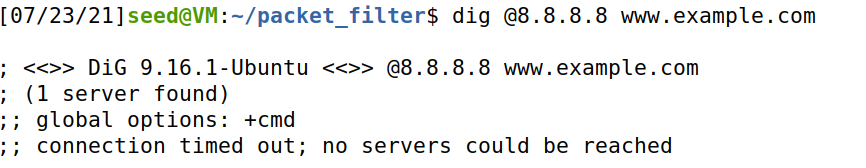 [07/23/21]seed@VM:~/packet_filter$ dig @8.8.8.8 www.example.com
; <<>> DiG 9.16.1-Ubuntu <<>> @8.8.8.8 www.example.com
; (1 server found)
;; global options: +cmd
;; connection timed out; no servers could be reached